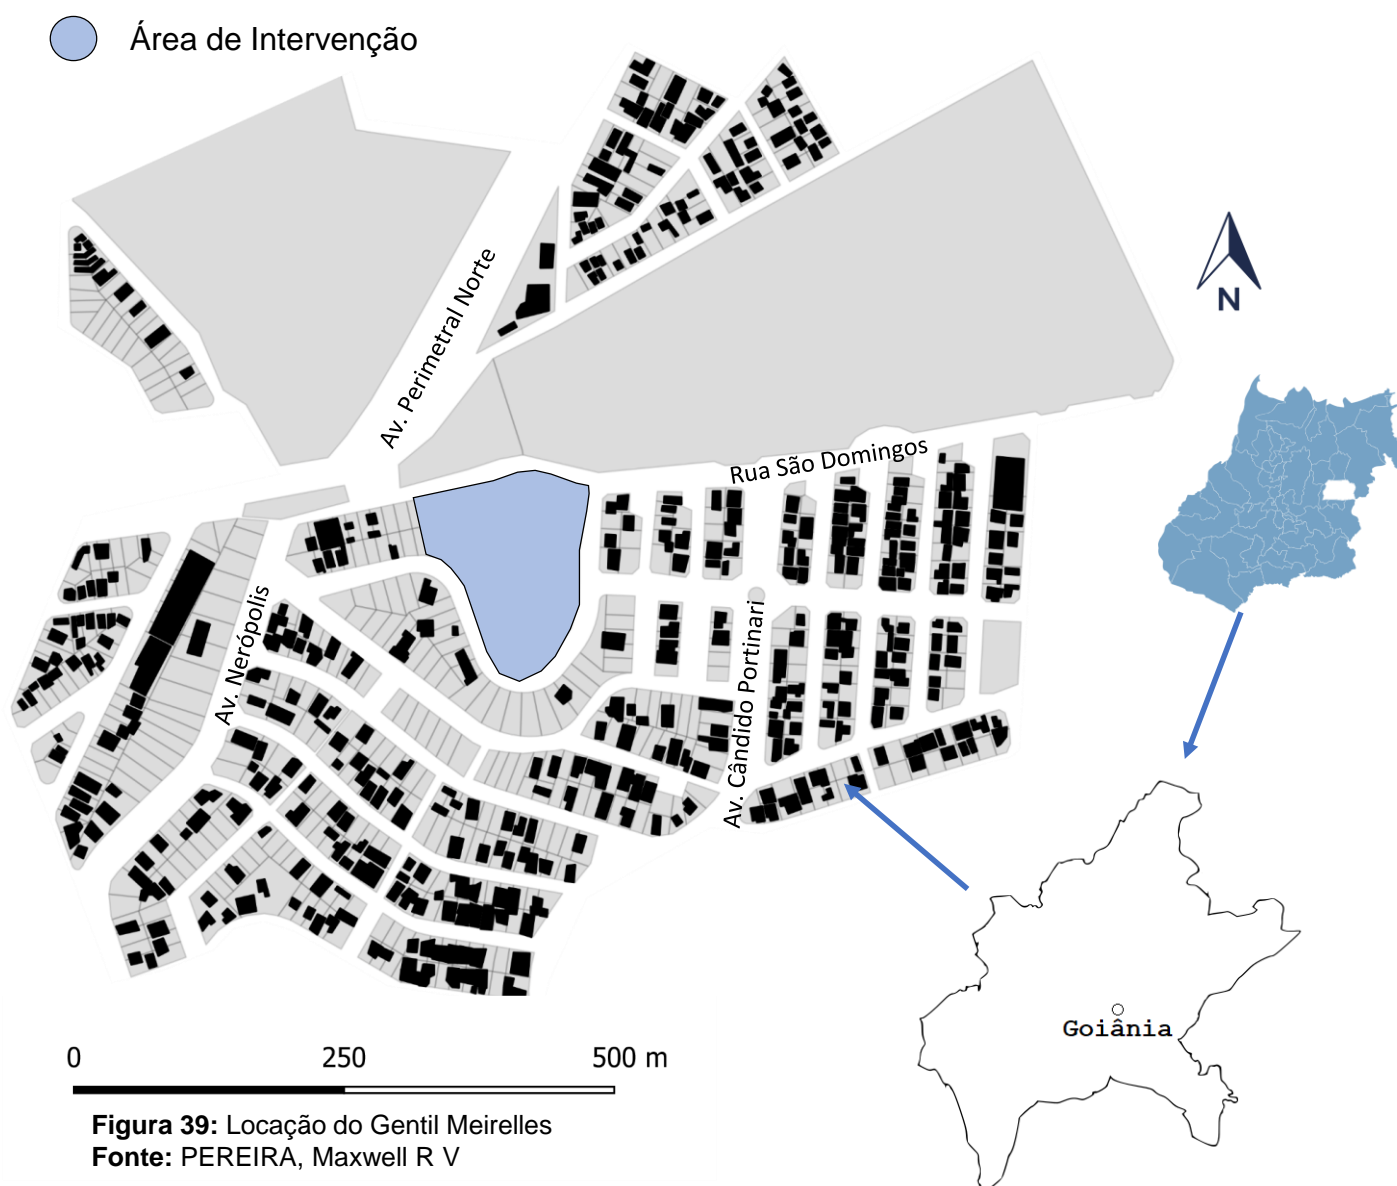 Área de Intervenção
Av. Perimetral Norte
N
Rua São Domingos
Av. Nerópolis
Av. Cândido Portinari
Goiânia
0 250 500 m
Figura 39: Locação do Gentil Meirelles
Fonte: PEREIRA, Maxwell R V